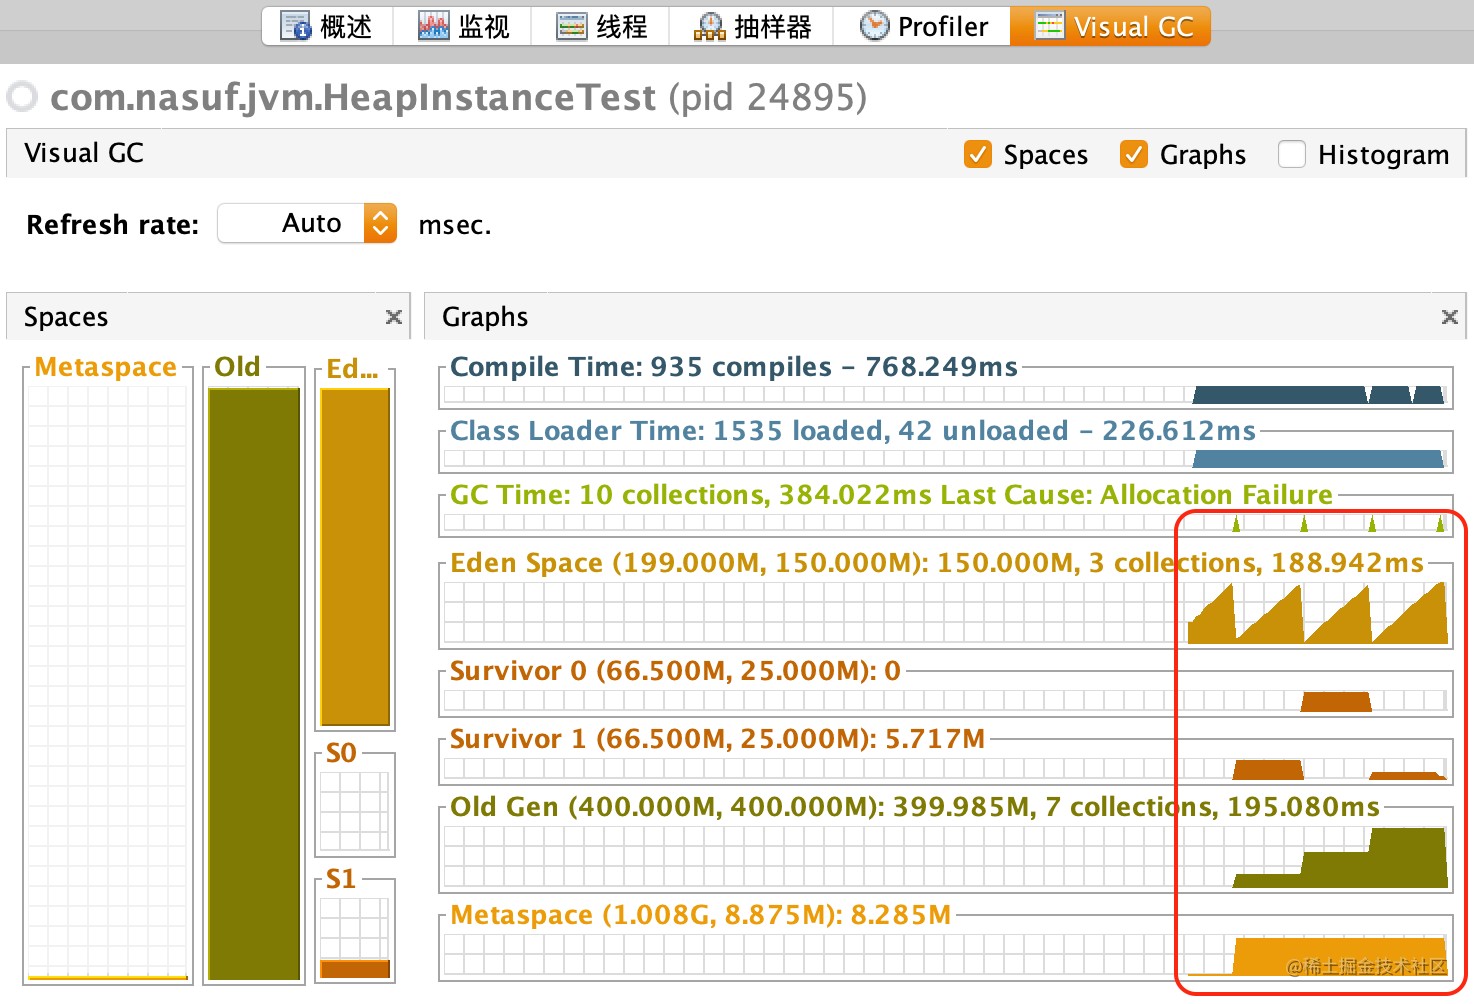 概述 监视 线程 抽样器 Profiler Visual GC
com.nasuf.jvm.HeapInstanceTest (pid 24895)
Visual GC Spaces Graphs Histogram
Refresh rate: Auto msec.
Spaces
Graphs
Metaspace
Old
Ed...
S0
S1
Compile Time: 935 compiles - 768.249ms
Class Loader Time: 1535 loaded, 42 unloaded - 226.612ms
GC Time: 10 collections, 384.022ms Last Cause: Allocation Failure
Eden Space (199.000M, 150.000M): 150.000M, 3 collections, 188.942ms
Survivor 0 (66.500M, 25.000M): 0
Survivor 1 (66.500M, 25.000M): 5.717M
Old Gen (400.000M, 400.000M): 399.985M, 7 collections, 195.080ms
Metaspace (1.008G, 8.875M): 8.285M
@稀土掘金技术社区